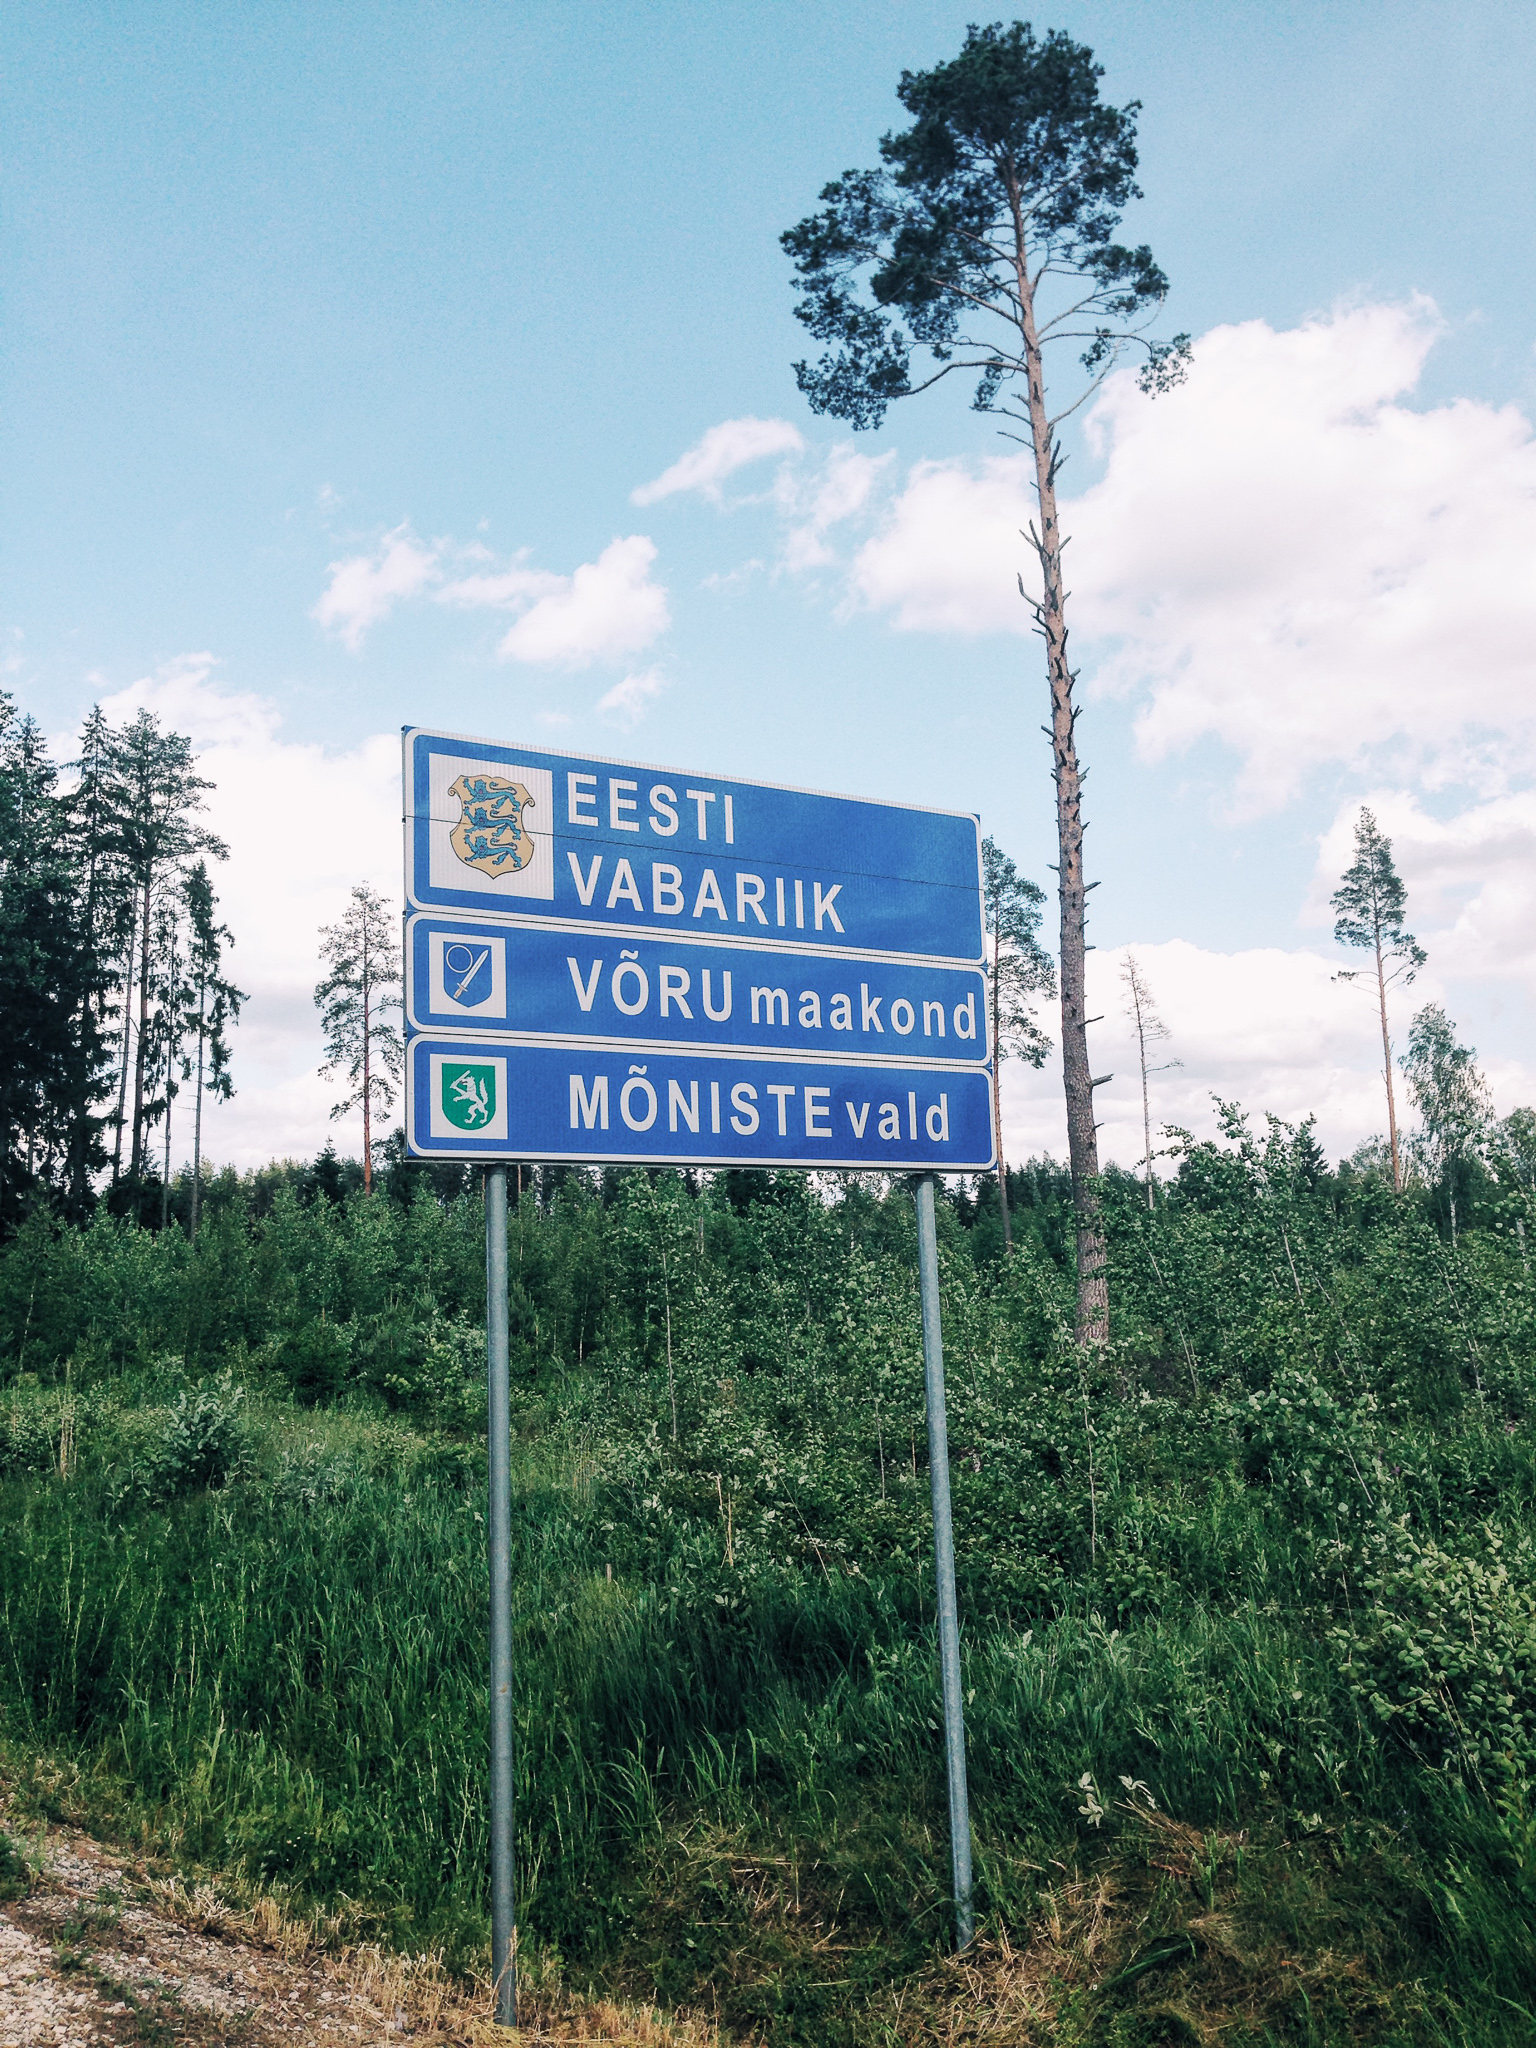 EESTI
VABARIIK
VÕRU maakond
MÕNISTE vald